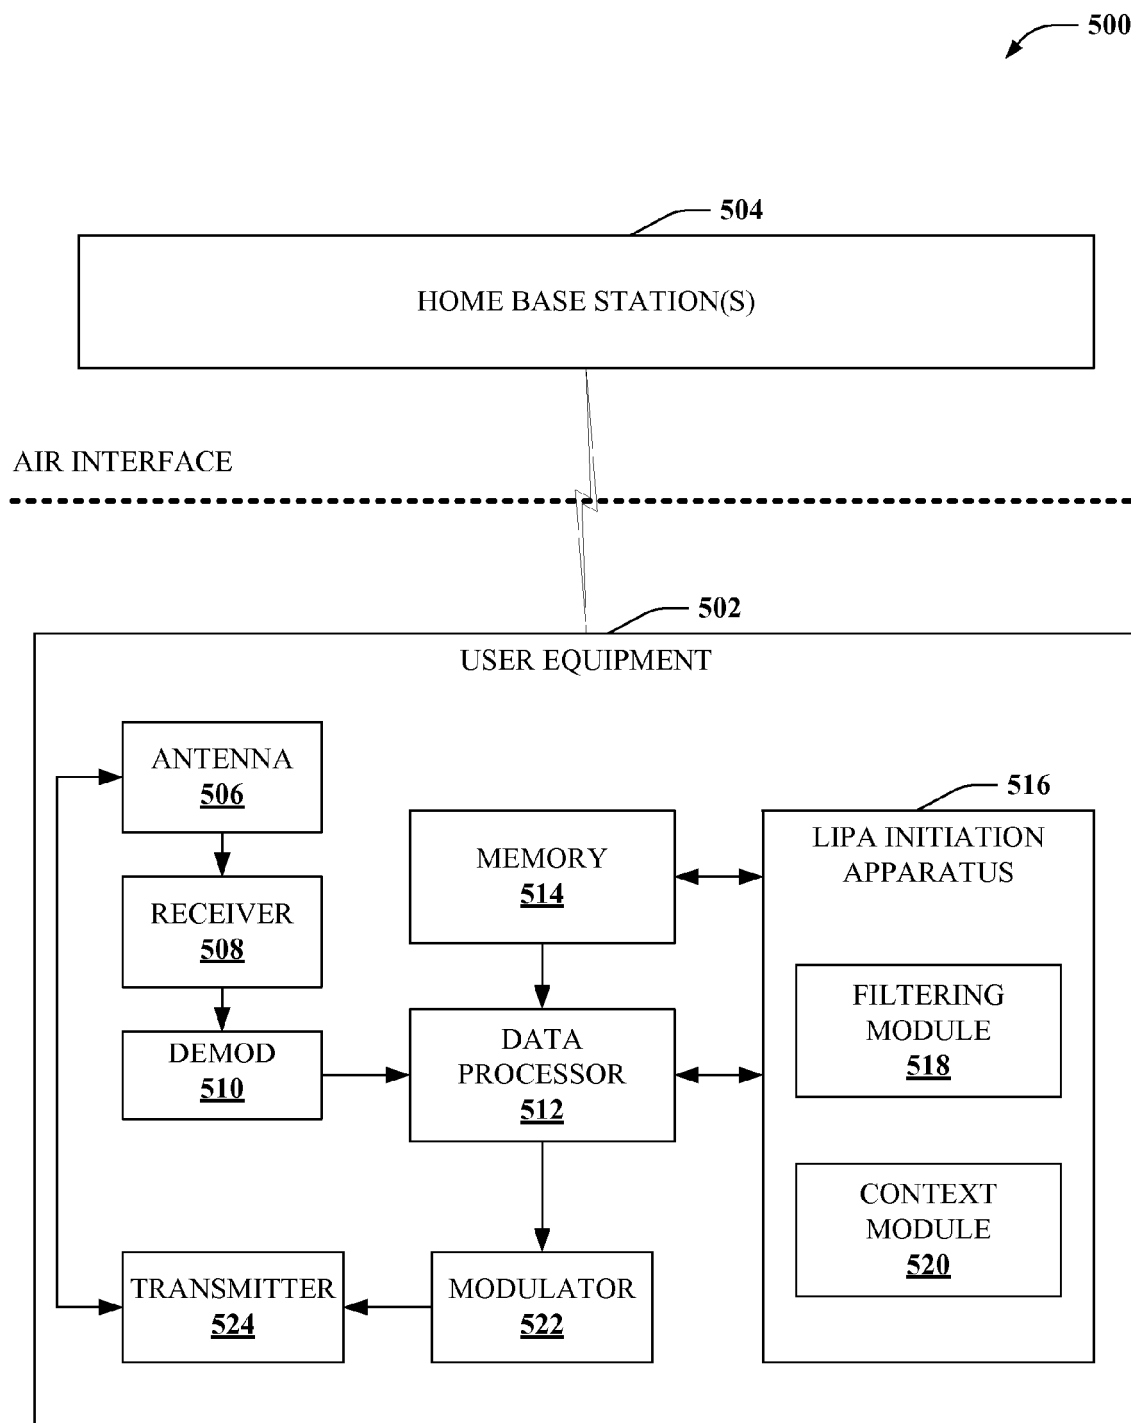 500
504
HOME BASE STATION(S)
AIR INTERFACE
502
USER EQUIPMENT
ANTENNA
506
516
MEMORY
514
LIPA INITIATION
APPARATUS
RECEIVER
508
FILTERING
MODULE
518
DEMOD
510
DATA
PROCESSOR
512
CONTEXT
MODULE
520
TRANSMITTER
524
MODULATOR
522